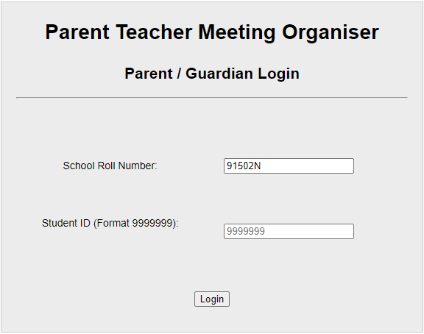 Parent Teacher Meeting Organiser
Parent / Guardian Login
School Roll Number: 91502N
Student ID (Format 9999999): 9999999
Login